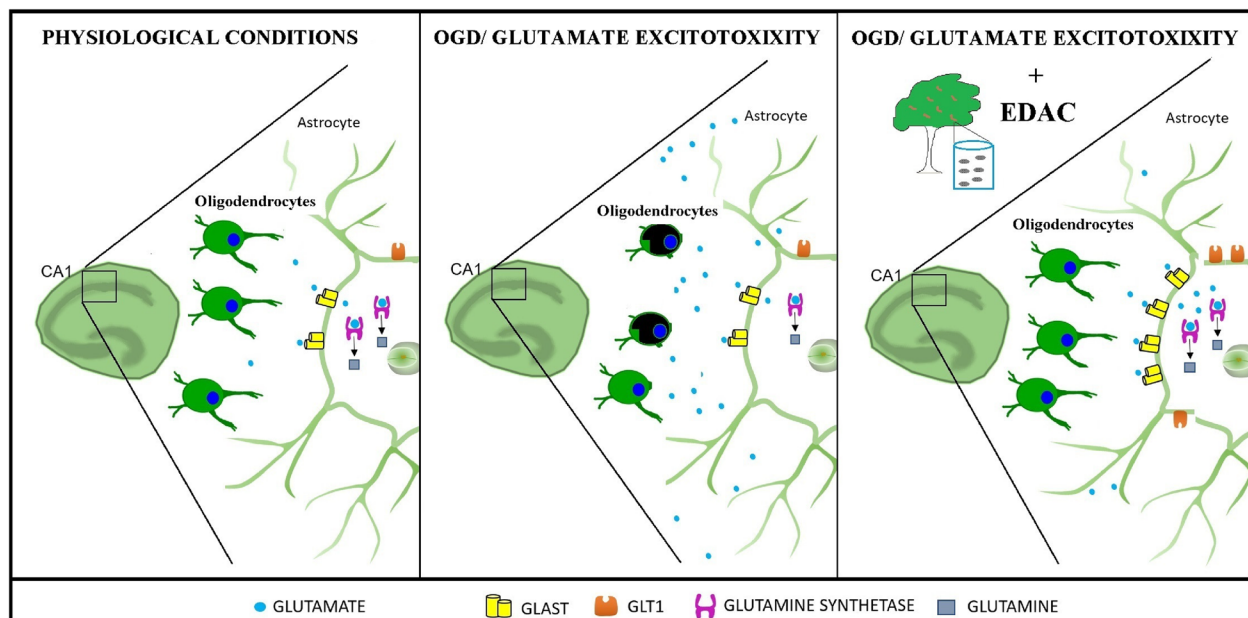 PHYSIOLOGICAL CONDITIONS
Astrocyte
Oligodendrocytes
CA1
OGD/ GLUTAMATE EXCITOTOXIXITY
Astrocyte
Oligodendrocytes
CA1
OGD/ GLUTAMATE EXCITOTOXIXITY
+
EDAC
Astrocyte
Oligodendrocytes
CA1
GLUTAMATE
GLAST
GLT1
GLUTAMINE SYNTHETASE
GLUTAMINE